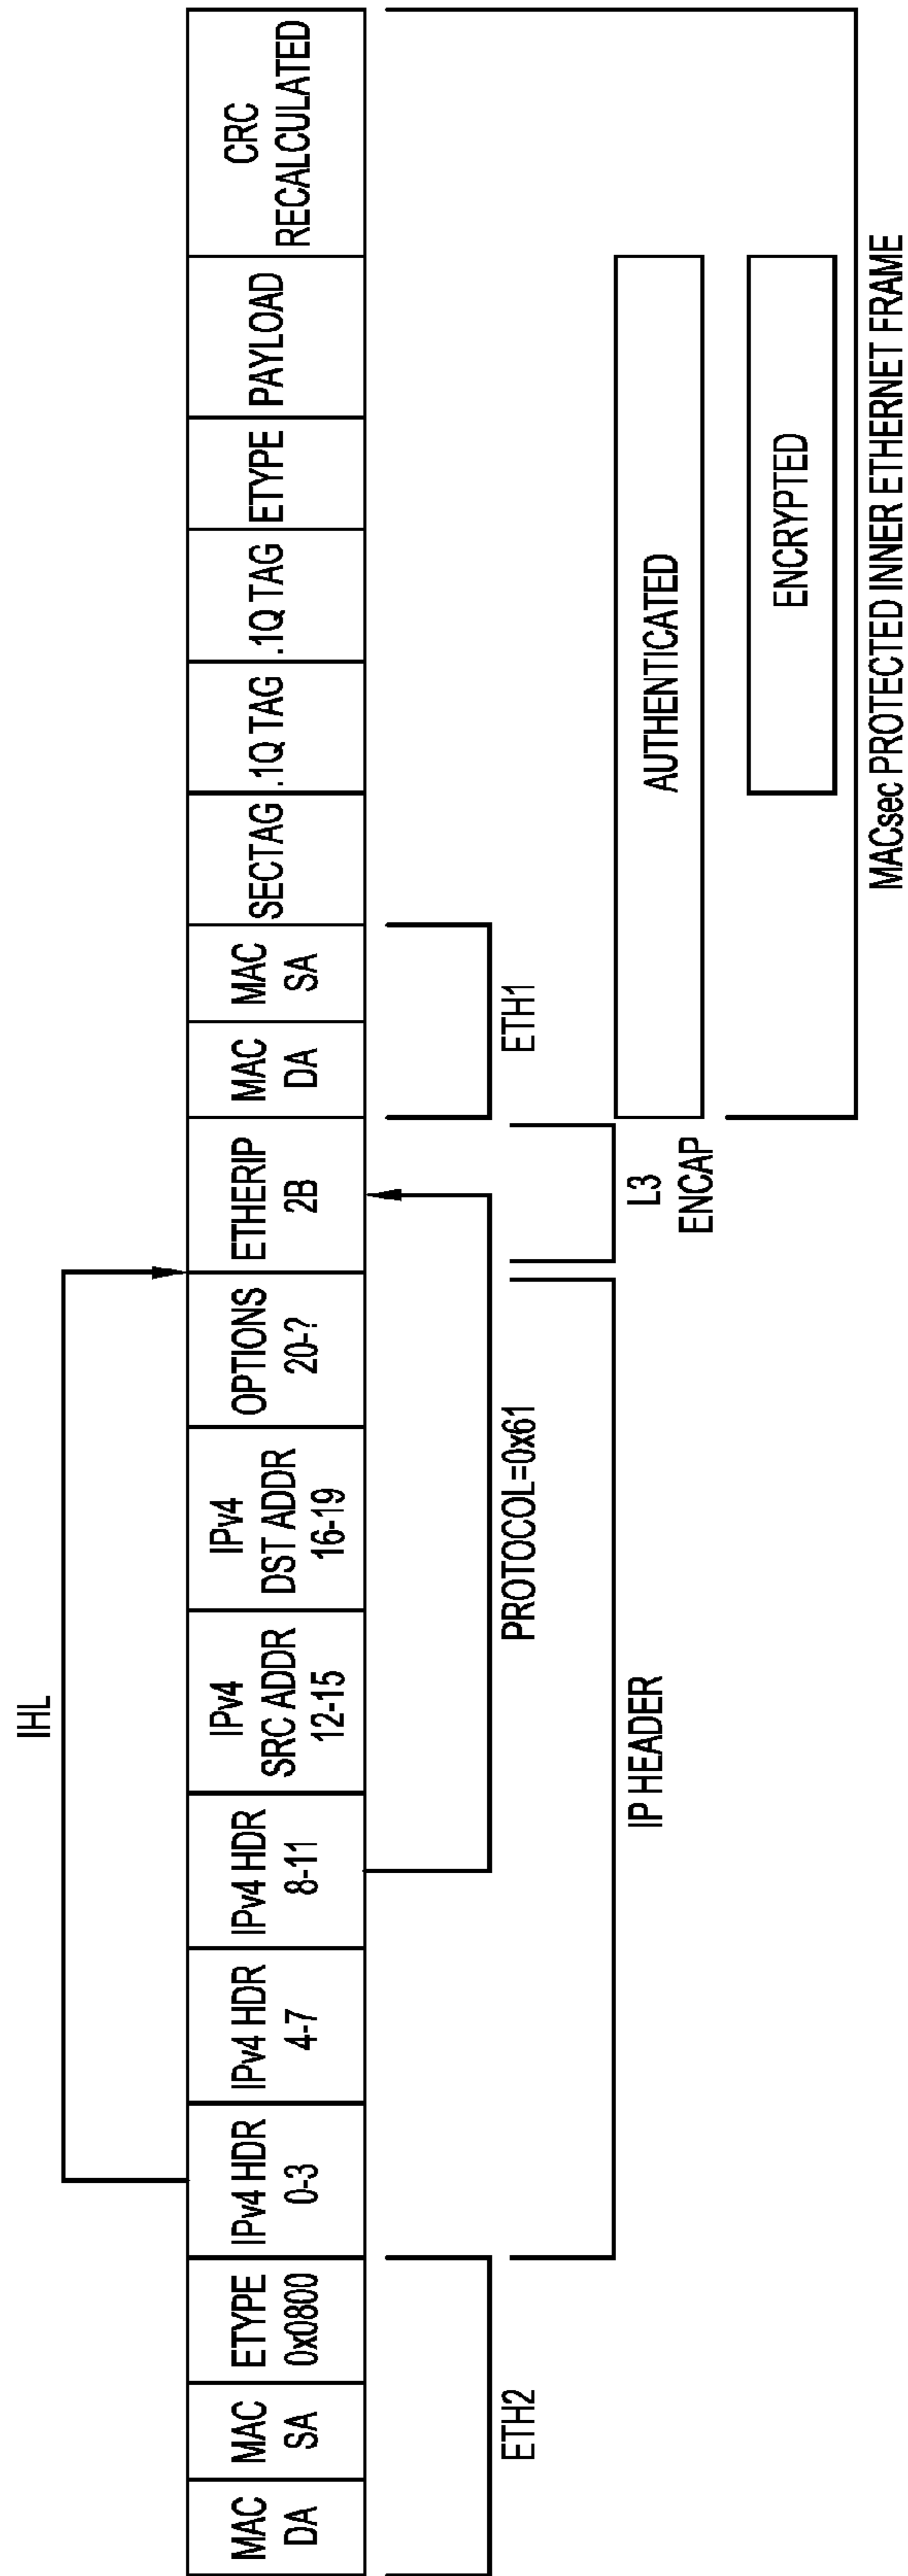 IHL
MAC
DA
MAC
SA
ETYPE
0x0800
IPv4 HDR
0-3
IPv4 HDR
4-7
IPv4 HDR
8-11
IPv4
SRC ADDR
12-15
IPv4
DST ADDR
16-19
OPTIONS
20-?
ETHERIP
2B
MAC
DA
MAC
SA
SECTAG
.1Q TAG
.1Q TAG
ETYPE
PAYLOAD
CRC
RECALCULATED
ETH2
PROTOCOL=0x61
ETH1
IP HEADER
L3
ENCAP
AUTHENTICATED
ENCRYPTED
MACsec PROTECTED INNER ETHERNET FRAME